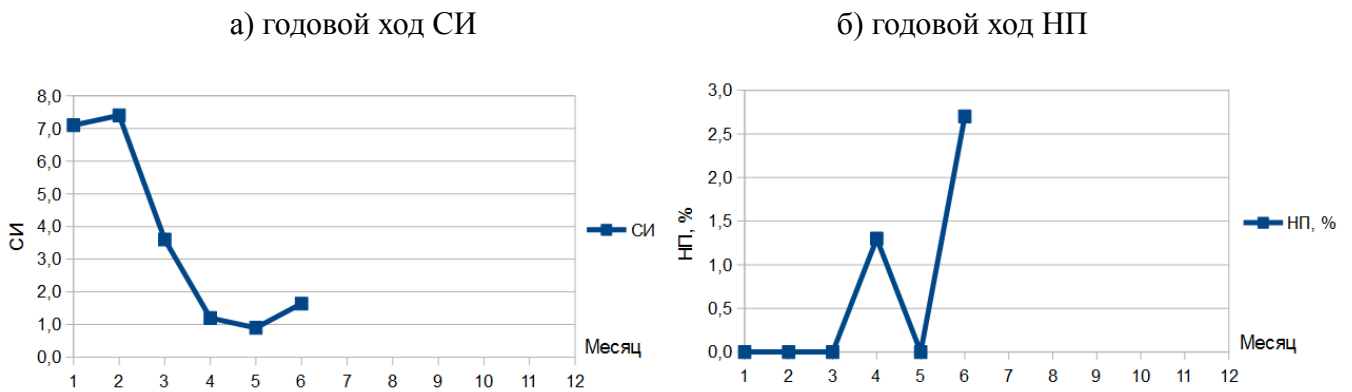 а) годовой ход СИ
б) годовой ход НП
8,0
7,0
6,0
5,0
4,0
3,0
2,0
1,0
0,0
СИ
1 2 3 4 5 6 7 8 9 10 11 12
Месяц
СИ
3,0
2,5
2,0
1,5
1,0
0,5
0,0
НП, %
1 2 3 4 5 6 7 8 9 10 11 12
Месяц
НП, %